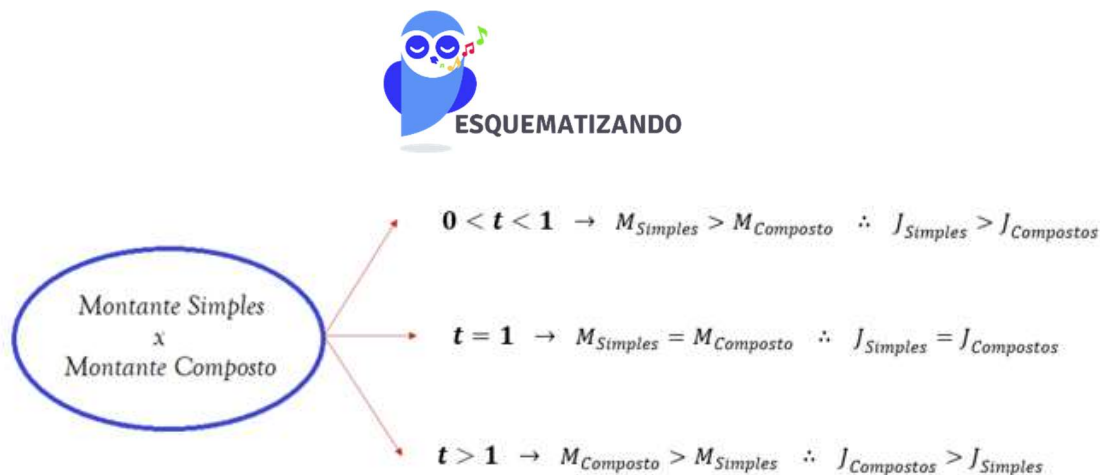 ESQUEMATIZANDO
0 < t < 1 → M_Simples > M_Composto ∴ J_Simples > J_Compostos
Montante Simples
x
Montante Composto
t = 1 → M_Simples = M_Composto ∴ J_Simples = J_Compostos
t > 1 → M_Composto > M_Simples ∴ J_Compostos > J_Simples